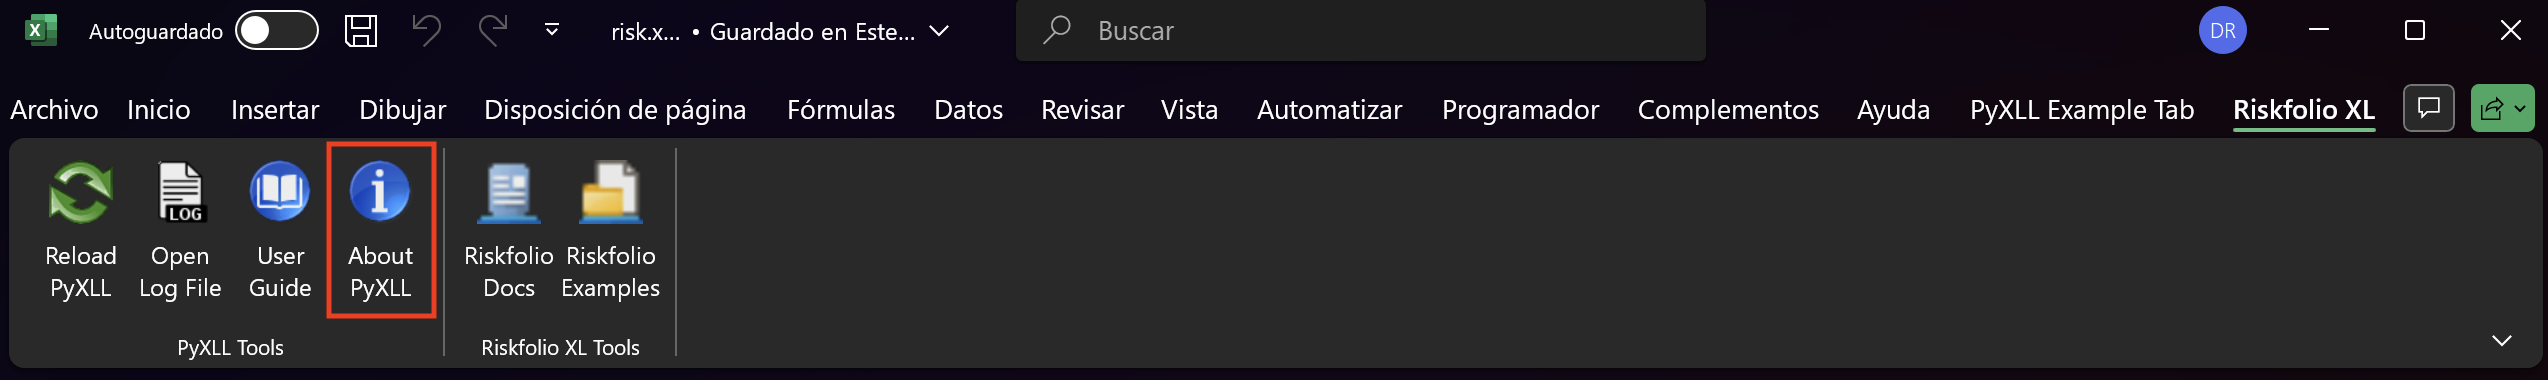 Autoguardado risk.x... • Guardado en Este... Buscar DR
Archivo Inicio Insertar Dibujar Disposición de página Fórmulas Datos Revisar Vista Automatizar Programador Complementos Ayuda PyXLL Example Tab Riskfolio XL
LOG
Reload PyXLL
Open Log File
User Guide
About PyXLL
Riskfolio Docs
Riskfolio Examples
PyXLL Tools
Riskfolio XL Tools